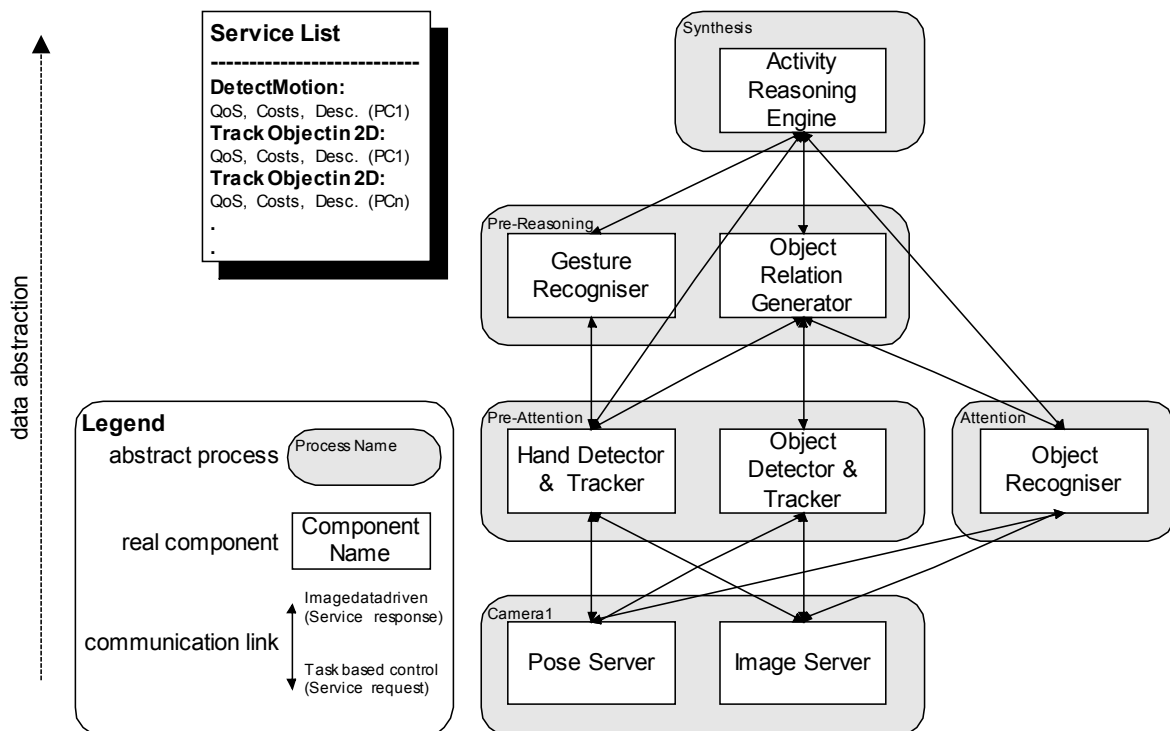 Service List
---------------------------
DetectMotion:
QoS, Costs, Desc. (PC1)
Track Objectin 2D:
QoS, Costs, Desc. (PC1)
Track Objectin 2D:
QoS, Costs, Desc. (PCn)
.
.
data abstraction
Synthesis
Activity
Reasoning
Engine
Pre-Reasoning
Gesture
Recogniser
Object
Relation
Generator
Pre-Attention
Hand Detector
& Tracker
Object
Detector &
Tracker
Attention
Object
Recogniser
Camera1
Pose Server
Image Server
Legend
abstract process
Process Name
real component
Component
Name
communication link
Imagedatadriven
(Service response)
Task based control
(Service request)